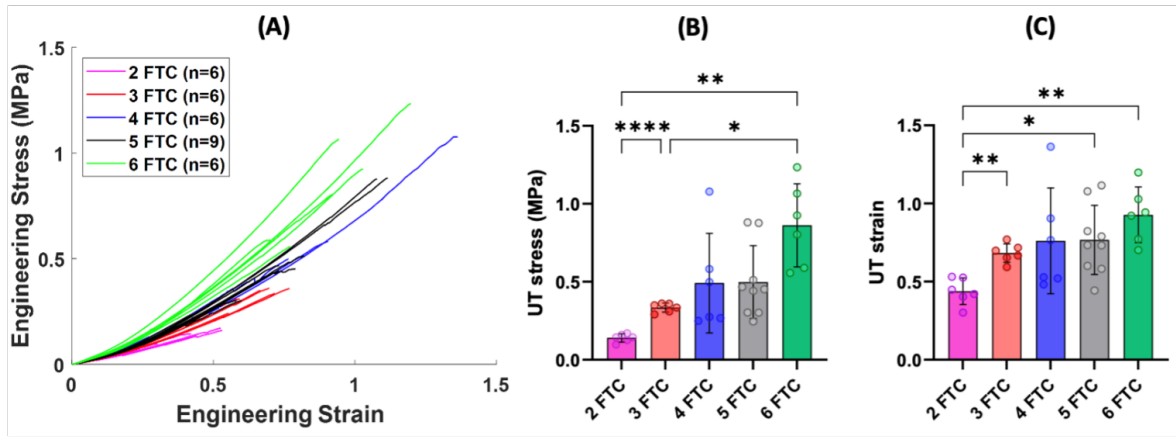 (A)
Engineering Stress (MPa)
1.5
1
0.5
0
0
0.5
1
1.5
Engineering Strain
2 FTC (n=6)
3 FTC (n=6)
4 FTC (n=6)
5 FTC (n=9)
6 FTC (n=6)
(B)
UT stress (MPa)
1.5
1.0
0.5
0.0
**
****
*
2 FTC
3 FTC
4 FTC
5 FTC
6 FTC
(C)
UT strain
1.5
1.0
0.5
0.0
**
*
**
2 FTC
3 FTC
4 FTC
5 FTC
6 FTC